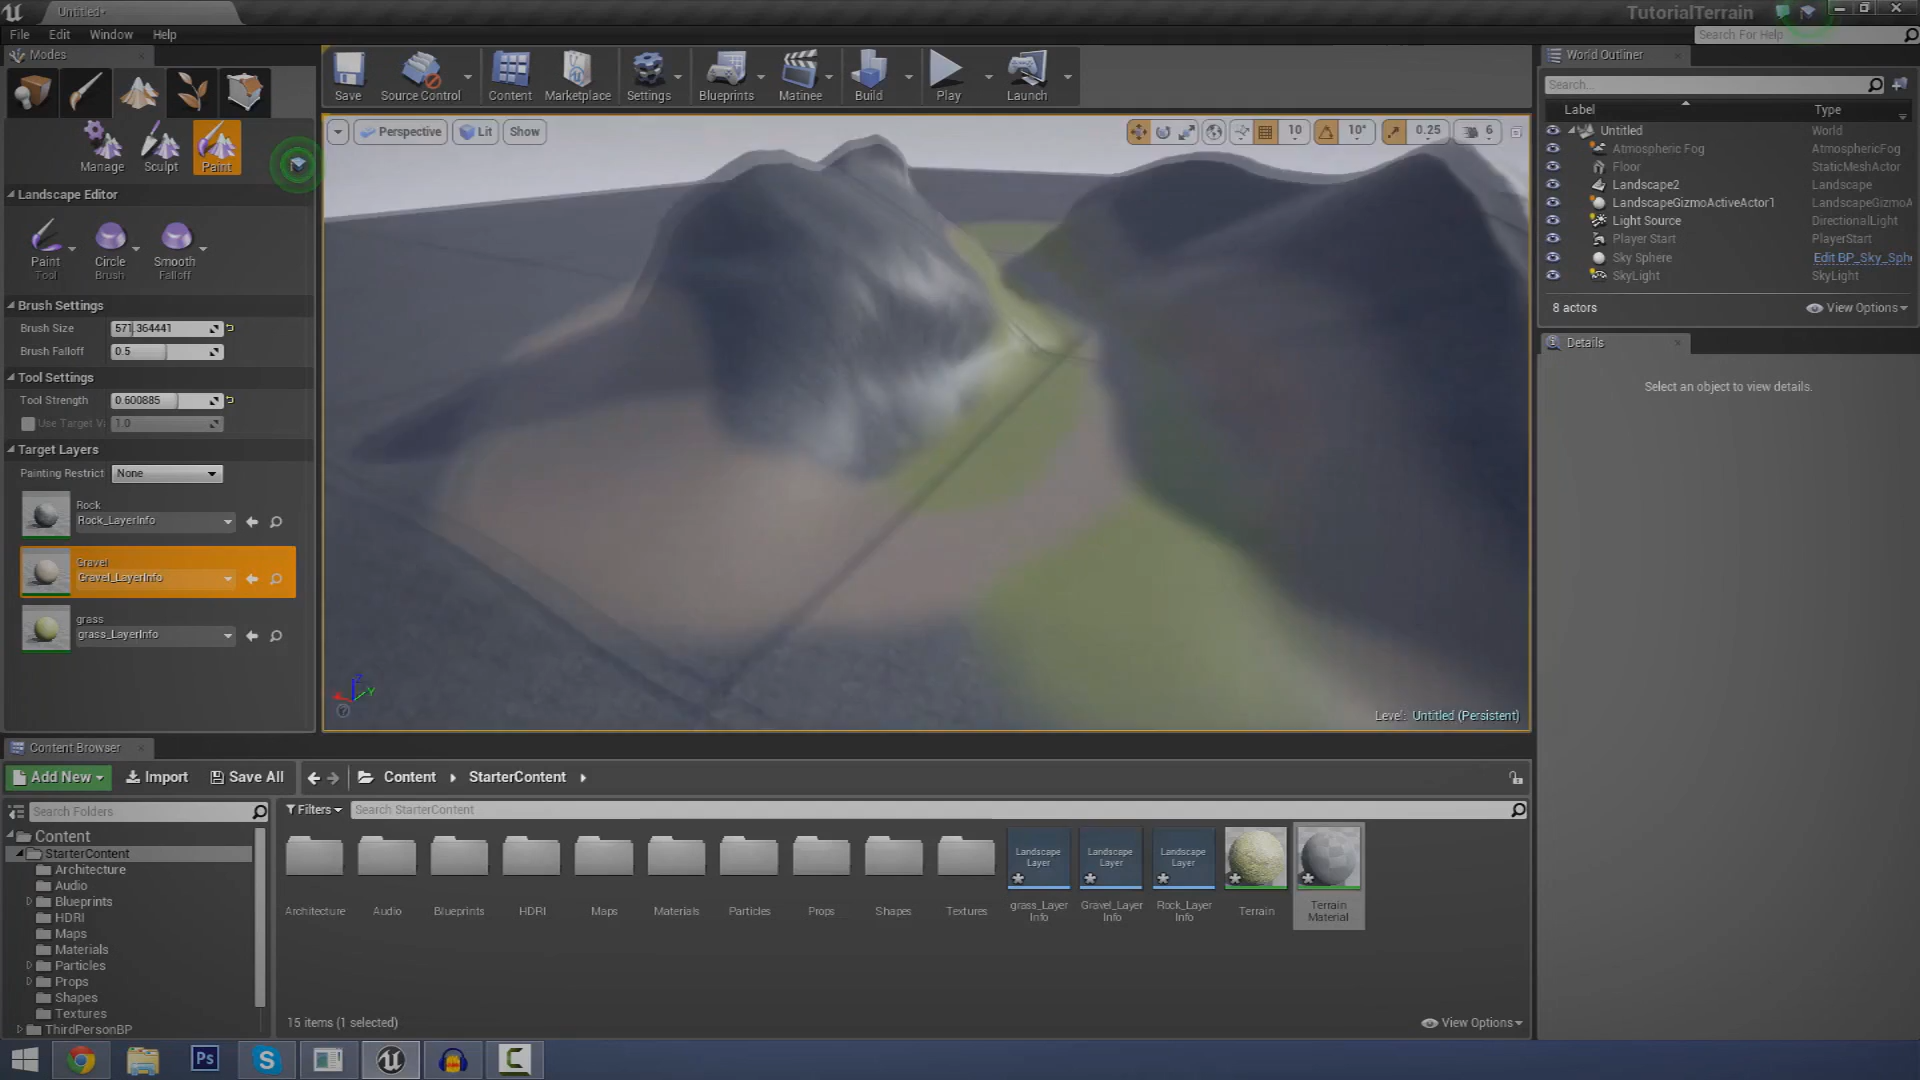 Untitled*
TutorialTerrain
File Edit Window Help
Search For Help
Modes
Save
Source Control
Content
Marketplace
Settings
Blueprints
Matinee
Build
Play
Launch
Perspective
Lit
Show
10
10°
0.25
6
Manage
Sculpt
Paint
Landscape Editor
Paint
Tool
Circle
Brush
Smooth
Falloff
Brush Settings
Brush Size 571.364441
Brush Falloff 0.5
Tool Settings
Tool Strength 0.600885
Use Target V 1.0
Target Layers
Painting Restrict None
Rock
Rock_LayerInfo
Gravel
Gravel_LayerInfo
grass
grass_LayerInfo
Z
Y
Level: Untitled (Persistent)
World Outliner
Search...
Label Type
Untitled World
Atmospheric Fog AtmosphericFog
Floor StaticMeshActor
Landscape2 Landscape
LandscapeGizmoActiveActor1 LandscapeGizmoA
Light Source DirectionalLight
Player Start PlayerStart
Sky Sphere Edit BP_Sky_Sph
SkyLight SkyLight
8 actors
View Options
Details
Select an object to view details.
Content Browser
Add New
Import
Save All
Content
StarterContent
Search Folders
Filters
Search StarterContent
Content
StarterContent
Architecture
Audio
Blueprints
HDRI
Maps
Materials
Particles
Props
Shapes
Textures
ThirdPersonBP
Landscape
Layer
Landscape
Layer
Landscape
Layer
Architecture
Audio
Blueprints
HDRI
Maps
Materials
Particles
Props
Shapes
Textures
grass_Layer
Info
Gravel_Layer
Info
Rock_Layer
Info
Terrain
Terrain
Material
15 items (1 selected)
View Options
Ps